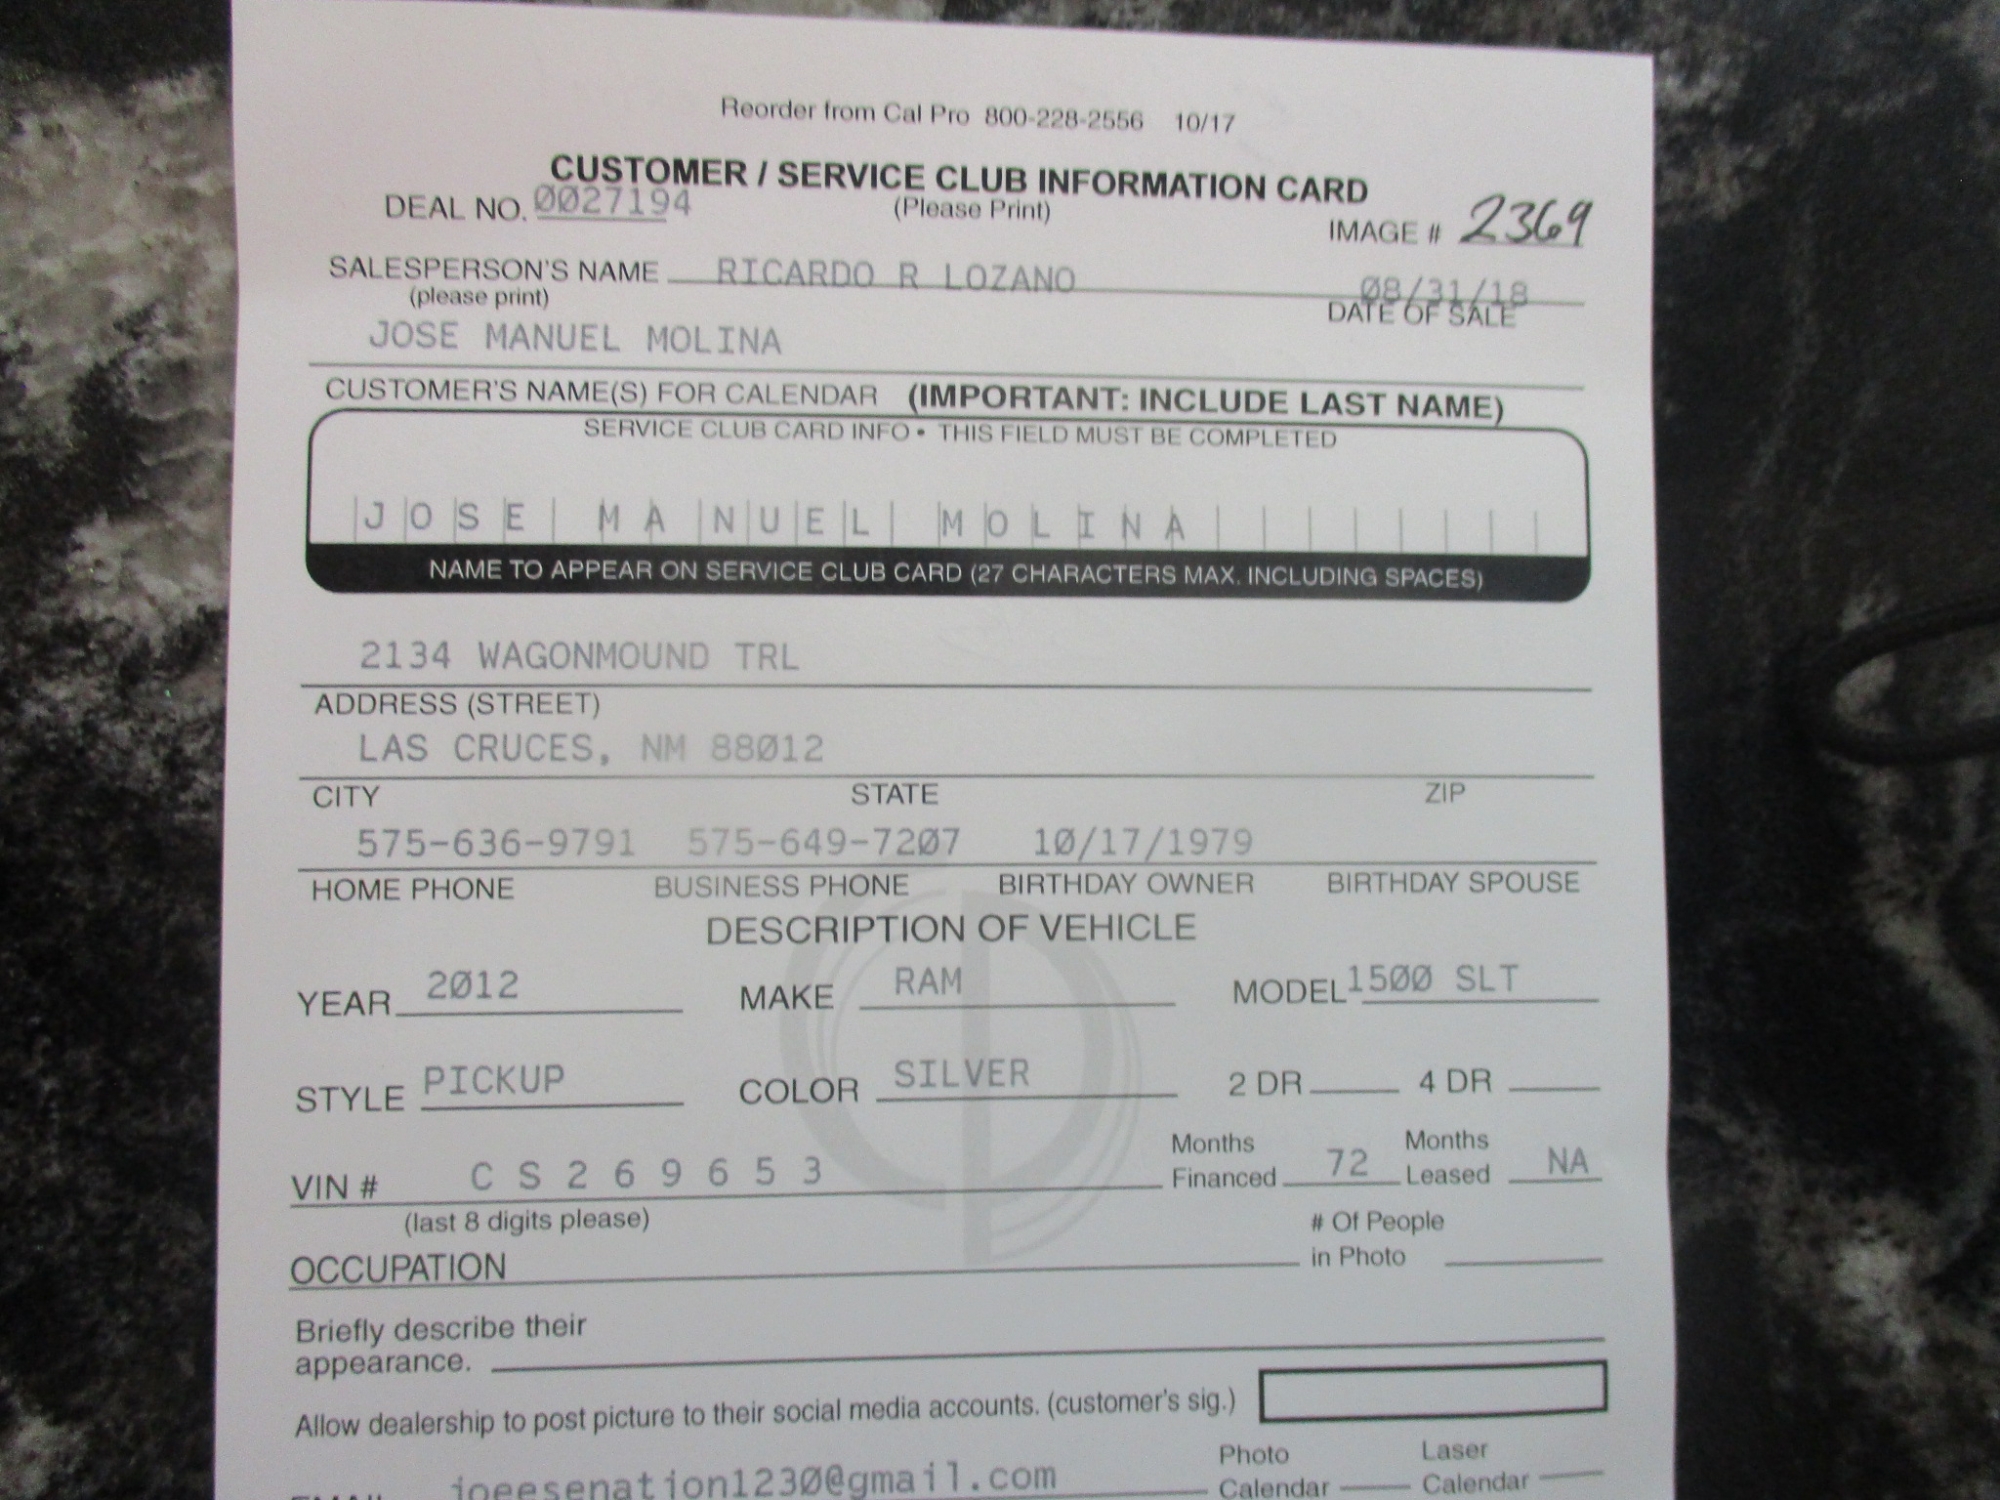 Reorder from Cal Pro 800-228-2556 10/17
CUSTOMER / SERVICE CLUB INFORMATION CARD
DEAL NO. 0027194 (Please Print)
IMAGE # 2369
SALESPERSON'S NAME RICARDO R LOZANO 08/31/18
(please print) DATE OF SALE
JOSE MANUEL MOLINA
CUSTOMER'S NAME(S) FOR CALENDAR (IMPORTANT: INCLUDE LAST NAME)
SERVICE CLUB CARD INFO • THIS FIELD MUST BE COMPLETED
JOSE MANUEL MOLINA
NAME TO APPEAR ON SERVICE CLUB CARD (27 CHARACTERS MAX. INCLUDING SPACES)
2134 WAGONMOUND TRL
ADDRESS (STREET)
LAS CRUCES, NM 88012
CITY STATE ZIP
575-636-9791 575-649-7207 10/17/1979
HOME PHONE BUSINESS PHONE BIRTHDAY OWNER BIRTHDAY SPOUSE
DESCRIPTION OF VEHICLE
YEAR 2012 MAKE RAM MODEL 1500 SLT
STYLE PICKUP COLOR SILVER 2 DR 4 DR
Months Months
VIN # CS269653 Financed 72 Leased NA
(last 8 digits please) # Of People
OCCUPATION in Photo
Briefly describe their
appearance.
Allow dealership to post picture to their social media accounts. (customer's sig.)
Photo Laser
joeesenation1230@gmail.com Calendar Calendar